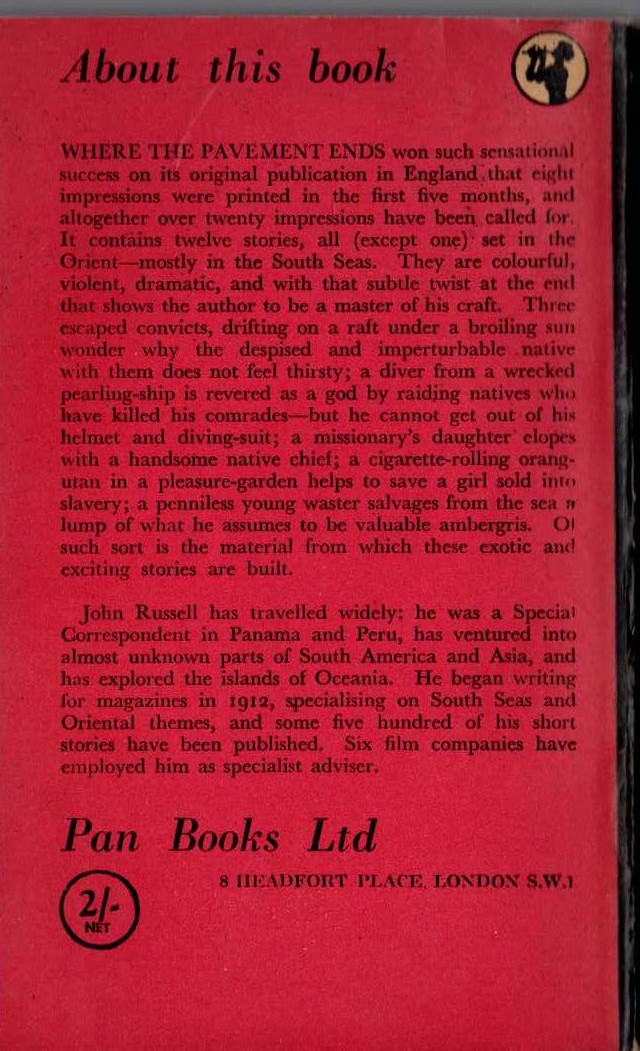 About this book
WHERE THE PAVEMENT ENDS won such sensational
success on its original publication in England that eight
impressions were printed in the first five months, and
altogether over twenty impressions have been called for.
It contains twelve stories, all (except one) set in the
Orient—mostly in the South Seas. They are colourful,
violent, dramatic, and with that subtle twist at the end
that shows the author to be a master of his craft. Three
escaped convicts, drifting on a raft under a broiling sun
wonder why the despised and imperturbable native
with them does not feel thirsty; a diver from a wrecked
pearling-ship is revered as a god by raiding natives who
have killed his comrades—but he cannot get out of his
helmet and diving-suit; a missionary's daughter elopes
with a handsome native chief; a cigarette-rolling orang-
utan in a pleasure-garden helps to save a girl sold into
slavery; a penniless young waster salvages from the sea a
lump of what he assumes to be valuable ambergris. Of
such sort is the material from which these exotic and
exciting stories are built.
John Russell has travelled widely: he was a Special
Correspondent in Panama and Peru, has ventured into
almost unknown parts of South America and Asia, and
has explored the islands of Oceania. He began writing
for magazines in 1912, specialising on South Seas and
Oriental themes, and some five hundred of his short
stories have been published. Six film companies have
employed him as specialist adviser.
Pan Books Ltd
8 HEADFORT PLACE, LONDON S.W.1
2/-
NET